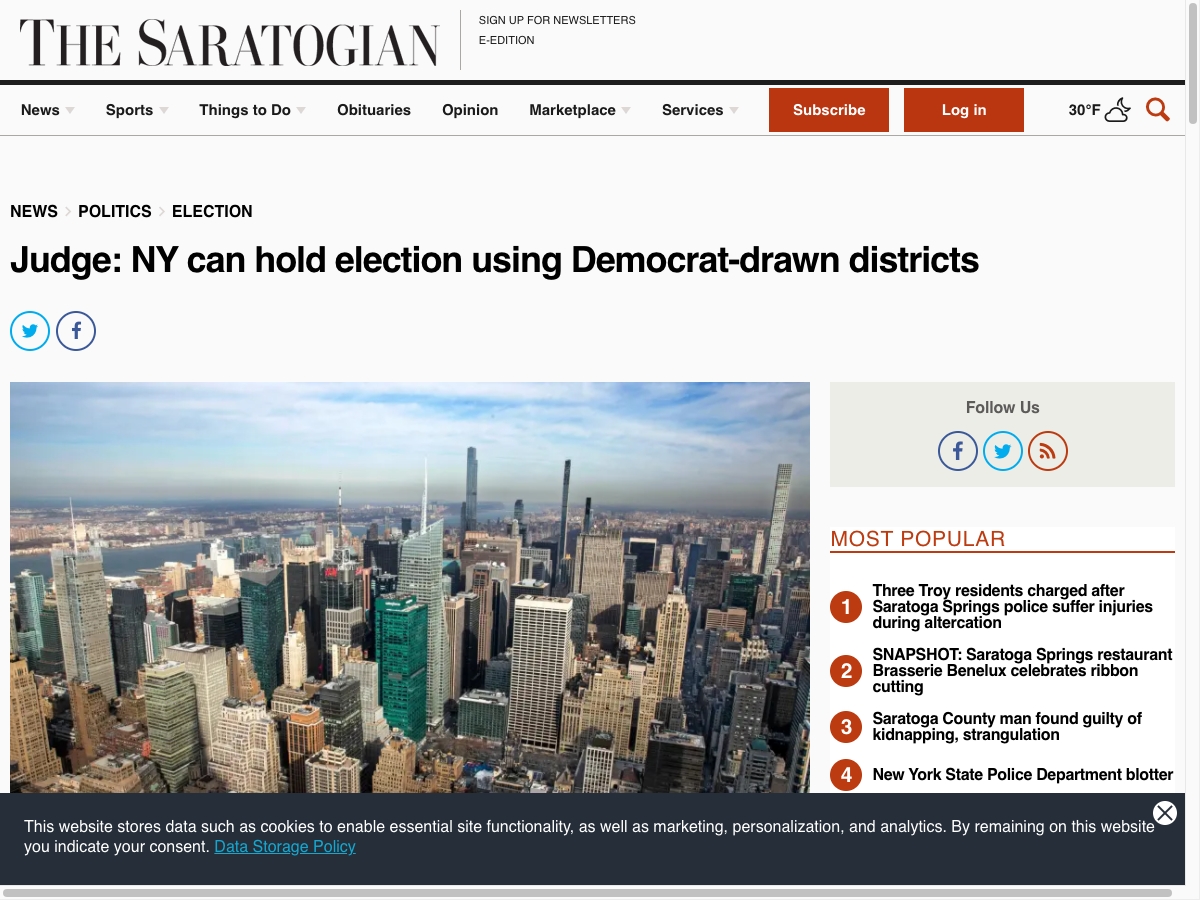 THE SARATOGIAN
SIGN UP FOR NEWSLETTERS
E-EDITION
News
Sports
Things to Do
Obituaries
Opinion
Marketplace
Services
Subscribe
Log in
30°F
NEWS
POLITICS
ELECTION
Judge: NY can hold election using Democrat-drawn districts
Follow Us
MOST POPULAR
1
Three Troy residents charged after
Saratoga Springs police suffer injuries
during altercation
2
SNAPSHOT: Saratoga Springs restaurant
Brasserie Benelux celebrates ribbon
cutting
3
Saratoga County man found guilty of
kidnapping, strangulation
4
New York State Police Department blotter
This website stores data such as cookies to enable essential site functionality, as well as marketing, personalization, and analytics. By remaining on this website
you indicate your consent. Data Storage Policy